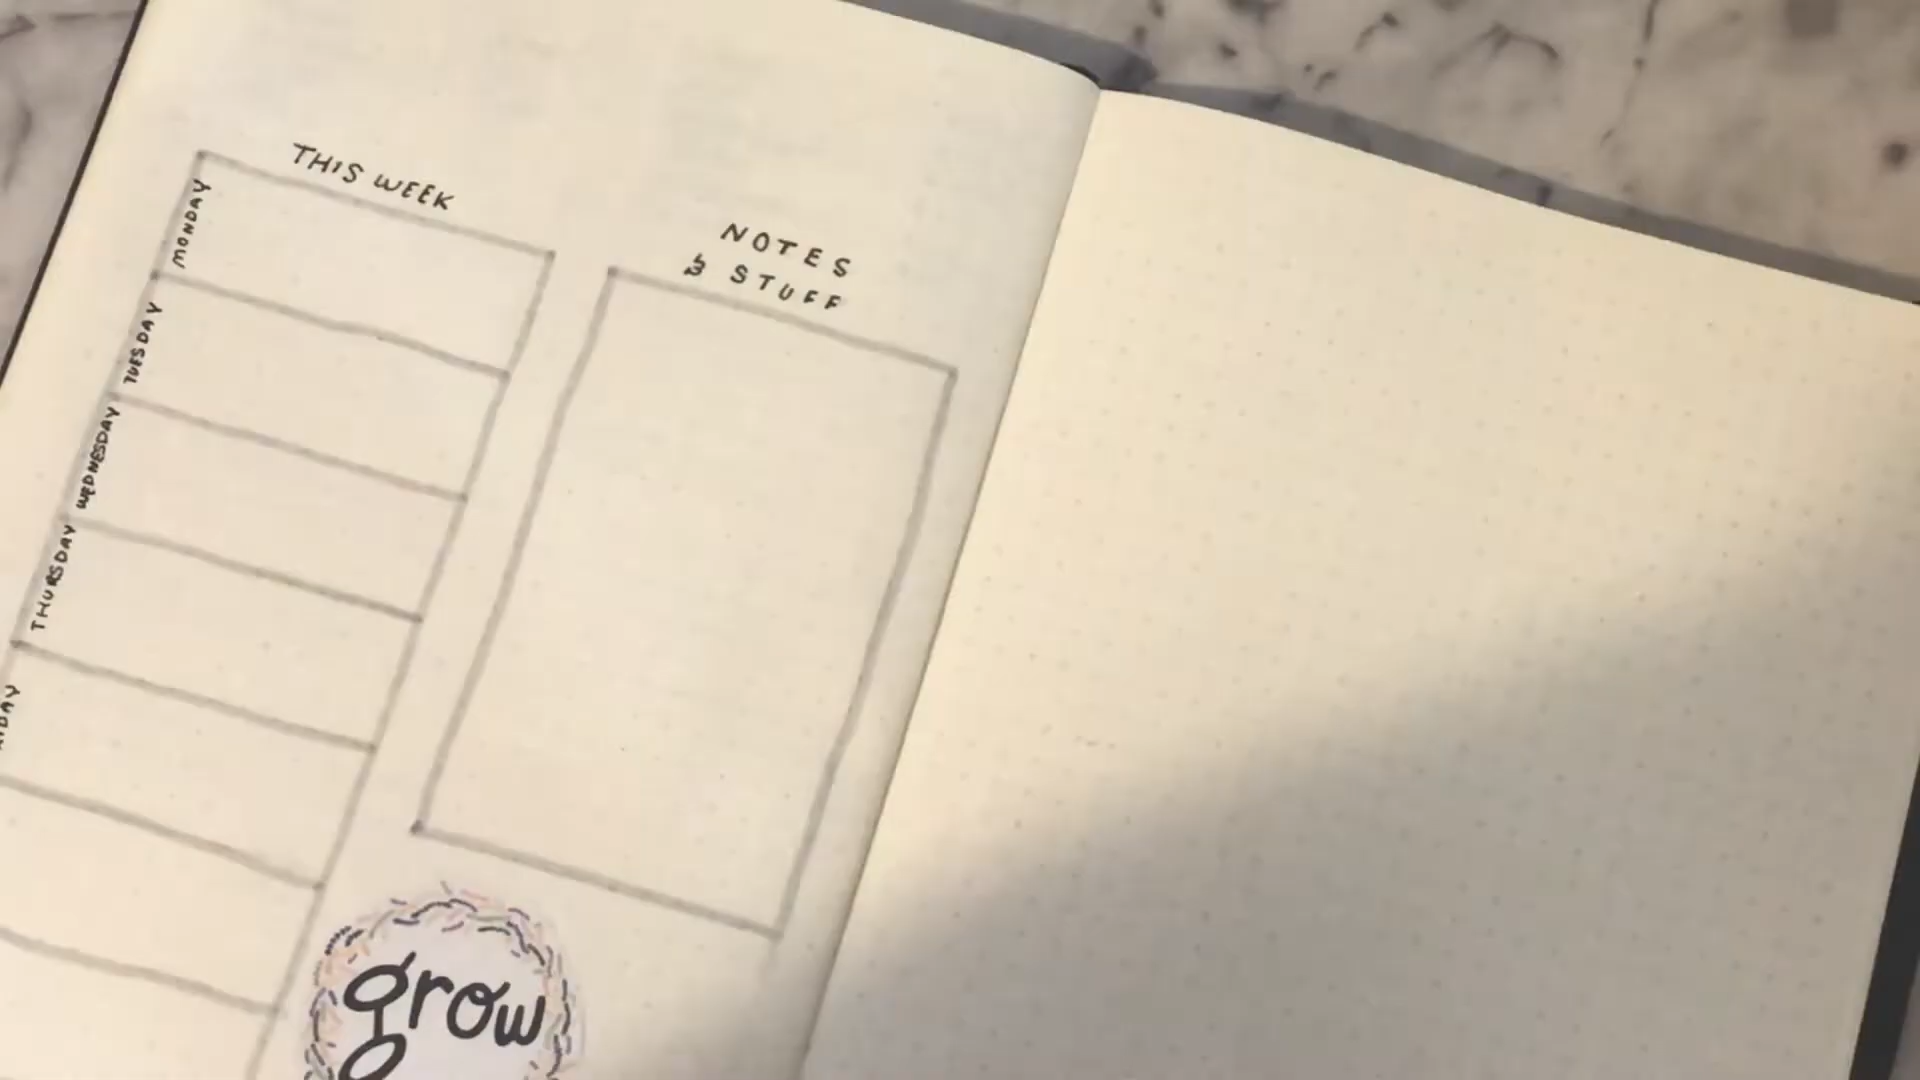 THIS WEEK
MONDAY
TUESDAY
WEDNESDAY
THURSDAY
NOTES
& STUFF
grow